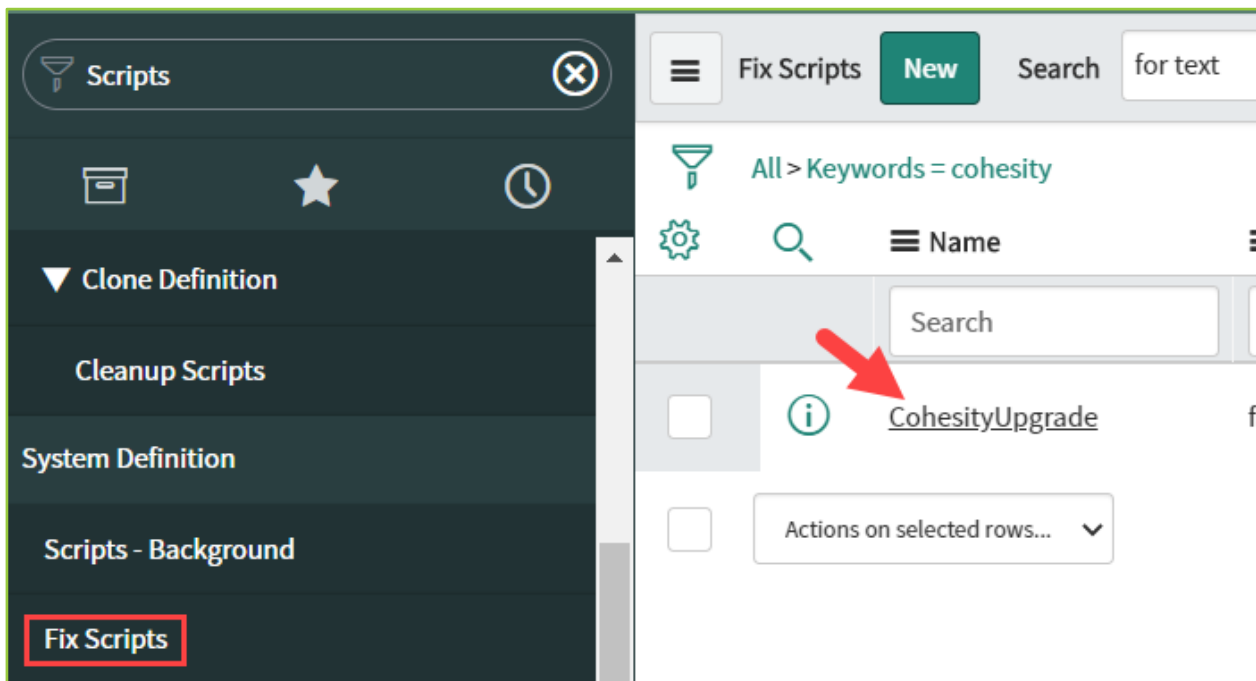 Scripts
Clone Definition
Cleanup Scripts
System Definition
Scripts - Background
Fix Scripts
Fix Scripts New Search for text
All > Keywords = cohesity
Name
Search
CohesityUpgrade f
Actions on selected rows...